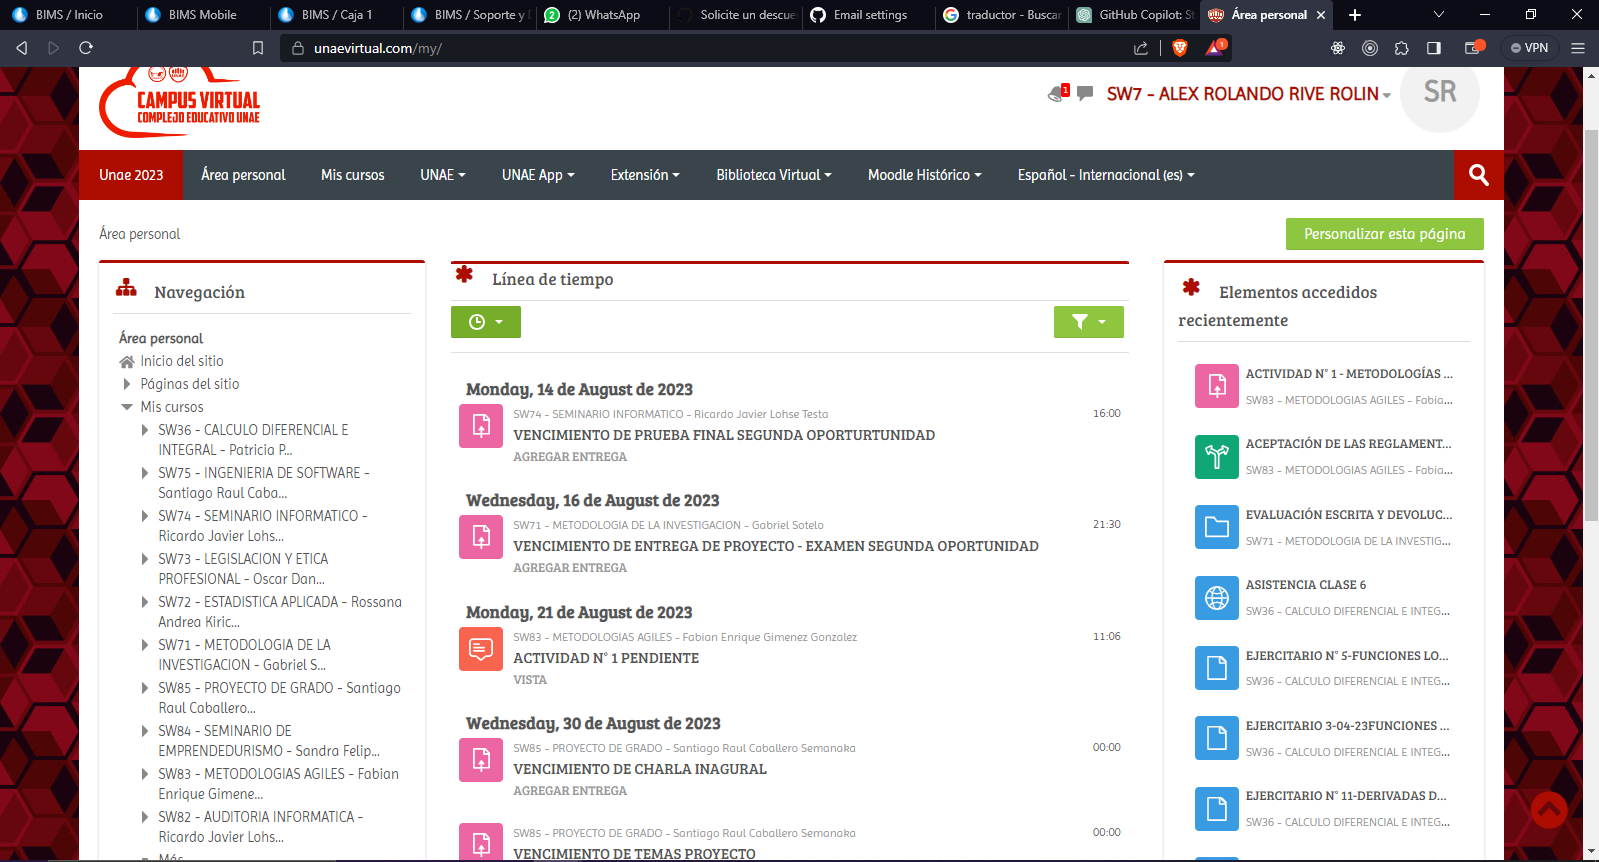 BIMS / Inicio
BIMS Mobile
BIMS / Caja 1
BIMS / Soporte y
(2) WhatsApp
Solicite un descue
Email settings
traductor - Buscar
GitHub Copilot: St
Área personal
unaevirtual.com/my/
1
VPN
CAMPUS VIRTUAL
COMPLEJO EDUCATIVO UNAE
1
SW7 - ALEX ROLANDO RIVE ROLIN
SR
Unae 2023
Área personal
Mis cursos
UNAE
UNAE App
Extensión
Biblioteca Virtual
Moodle Histórico
Español - Internacional (es)
Área personal
Personalizar esta página
Navegación
Área personal
Inicio del sitio
Páginas del sitio
Mis cursos
SW36 - CALCULO DIFERENCIAL E
INTEGRAL - Patricia P...
SW75 - INGENIERIA DE SOFTWARE -
Santiago Raul Caba...
SW74 - SEMINARIO INFORMATICO -
Ricardo Javier Lohs...
SW73 - LEGISLACION Y ETICA
PROFESIONAL - Oscar Dan...
SW72 - ESTADISTICA APLICADA - Rossana
Andrea Kiric...
SW71 - METODOLOGIA DE LA
INVESTIGACION - Gabriel S...
SW85 - PROYECTO DE GRADO - Santiago
Raul Caballero...
SW84 - SEMINARIO DE
EMPRENDEDURISMO - Sandra Felip...
SW83 - METODOLOGIAS AGILES - Fabian
Enrique Gimene...
SW82 - AUDITORIA INFORMATICA -
Ricardo Javier Lohs...
Más
Línea de tiempo
Monday, 14 de August de 2023
SW74 - SEMINARIO INFORMATICO - Ricardo Javier Lohse Testa
16:00
VENCIMIENTO DE PRUEBA FINAL SEGUNDA OPORTURTUNIDAD
AGREGAR ENTREGA
Wednesday, 16 de August de 2023
SW71 - METODOLOGIA DE LA INVESTIGACION - Gabriel Sotelo
21:30
VENCIMIENTO DE ENTREGA DE PROYECTO - EXAMEN SEGUNDA OPORTUNIDAD
AGREGAR ENTREGA
Monday, 21 de August de 2023
SW83 - METODOLOGIAS AGILES - Fabian Enrique Gimenez Gonzalez
11:06
ACTIVIDAD N° 1 PENDIENTE
VISTA
Wednesday, 30 de August de 2023
SW85 - PROYECTO DE GRADO - Santiago Raul Caballero Semanaka
00:00
VENCIMIENTO DE CHARLA INAGURAL
AGREGAR ENTREGA
SW85 - PROYECTO DE GRADO - Santiago Raul Caballero Semanaka
00:00
VENCIMIENTO DE TEMAS PROYECTO
Elementos accedidos
recientemente
ACTIVIDAD N° 1 - METODOLOGÍAS ...
SW83 - METODOLOGIAS AGILES - Fabia...
ACEPTACIÓN DE LAS REGLAMENT...
SW83 - METODOLOGIAS AGILES - Fabia...
EVALUACIÓN ESCRITA Y DEVOLUC...
SW71 - METODOLOGIA DE LA INVESTIG...
ASISTENCIA CLASE 6
SW36 - CALCULO DIFERENCIAL E INTEG...
EJERCITARIO N° 5-FUNCIONES LO...
SW36 - CALCULO DIFERENCIAL E INTEG...
EJERCITARIO 3-04-23FUNCIONES ...
SW36 - CALCULO DIFERENCIAL E INTEG...
EJERCITARIO N° 11-DERIVADAS D...
SW36 - CALCULO DIFERENCIAL E INTEG...